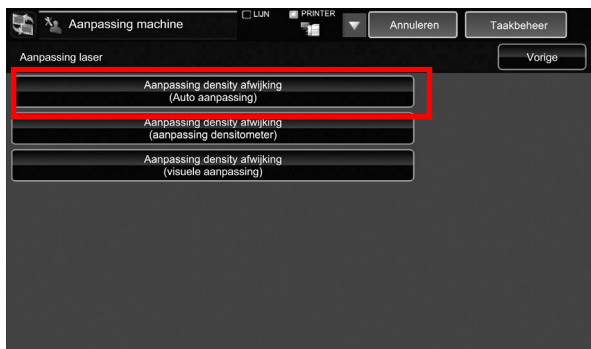 Aanpassing machine
LIJN
PRINTER
Annuleren
Taakbeheer
Aanpassing laser
Vorige
Aanpassing density afwijking
(Auto aanpassing)
Aanpassing density afwijking
(aanpassing densitometer)
Aanpassing density afwijking
(visuele aanpassing)